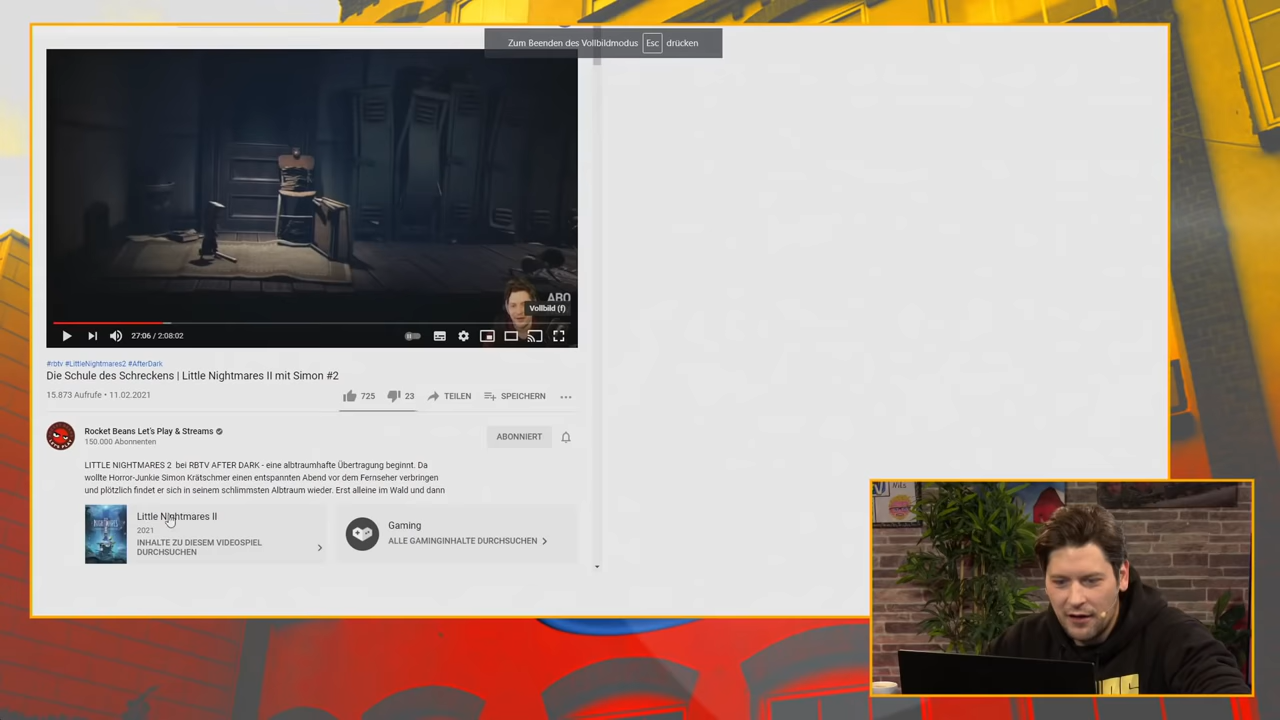 Zum Beenden des Vollbildmodus Esc drücken
ABO
Vollbild (f)
27:06 / 2:08:02
#rbtv #LittleNightmares2 #AfterDark
Die Schule des Schreckens | Little Nightmares II mit Simon #2
15.873 Aufrufe • 11.02.2021
725
23
TEILEN
SPEICHERN
Rocket Beans Let's Play & Streams
150.000 Abonnenten
ABONNIERT
LITTLE NIGHTMARES 2 bei RBTV AFTER DARK - eine albtraumhafte Übertragung beginnt. Da
wollte Horror-Junkie Simon Krätschmer einen entspannten Abend vor dem Fernseher verbringen
und plötzlich findet er sich in seinem schlimmsten Albtraum wieder. Erst alleine im Wald und dann
Little Nightmares II
2021
INHALTE ZU DIESEM VIDEOSPIEL
DURCHSUCHEN
Gaming
ALLE GAMINGINHALTE DURCHSUCHEN